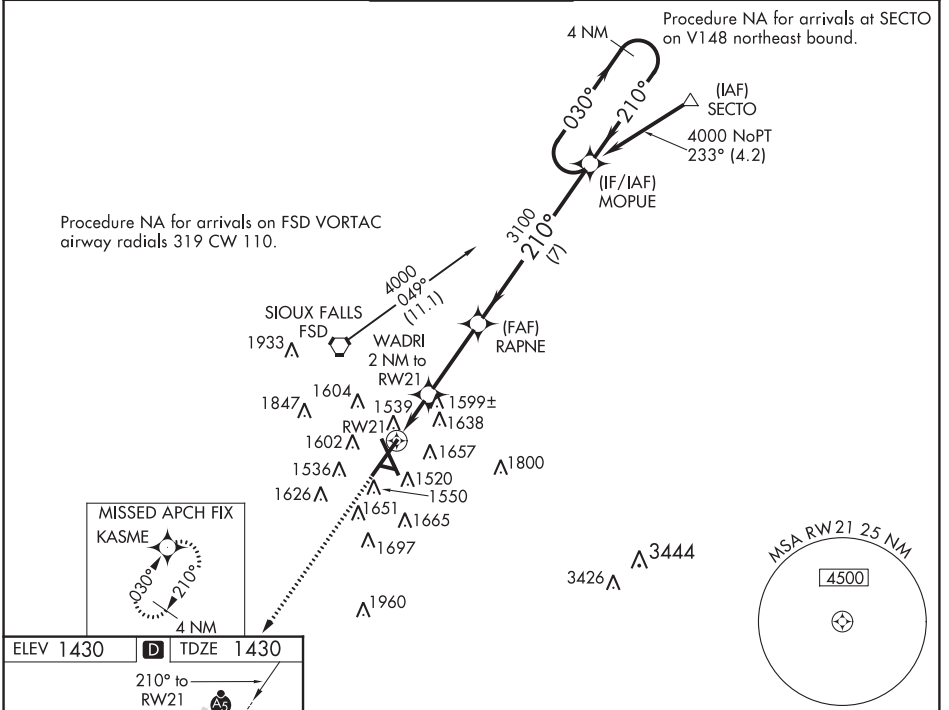 Procedure NA for arrivals at SECTO
on V148 northeast bound.
4 NM
030°
210°
(IAF)
SECTO
4000 NoPT
233° (4.2)
(IF/IAF)
MOPUE
3100
210°
(7)
Procedure NA for arrivals on FSD VORTAC
airway radials 319 CW 110.
4000
049°
(11.1)
SIOUX FALLS
FSD
(FAF)
RAPNE
WADRI
2 NM to
RW21
1933
1604
1847
1539
1599±
1638
RW21
1602
1657
1536
1520
1800
1626
1550
1651
1665
1697
3444
3426
1960
MISSED APCH FIX
KASME
030°
210°
4 NM
MSA RW21 25 NM
4500
ELEV 1430
D
TDZE 1430
210° to
RW21
A5